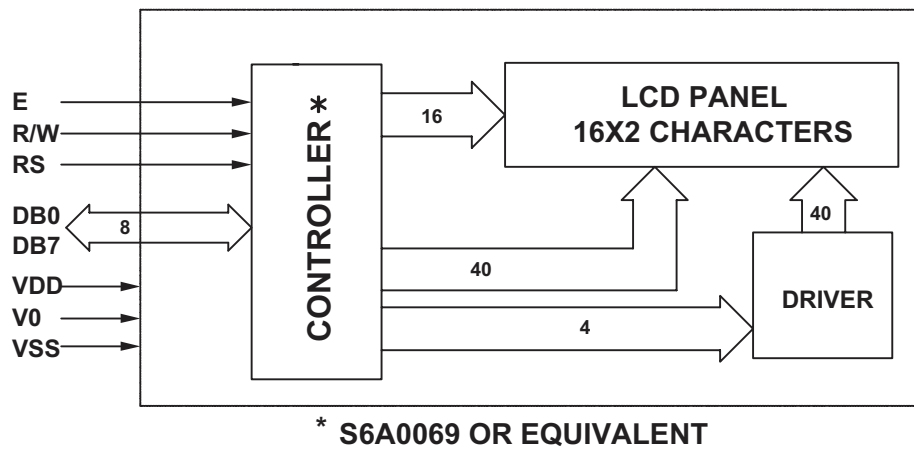 E
R/W
RS
DB0
DB7
VDD
V0
VSS
8
CONTROLLER*
16
40
4
LCD PANEL
16X2 CHARACTERS
40
DRIVER
* S6A0069 OR EQUIVALENT